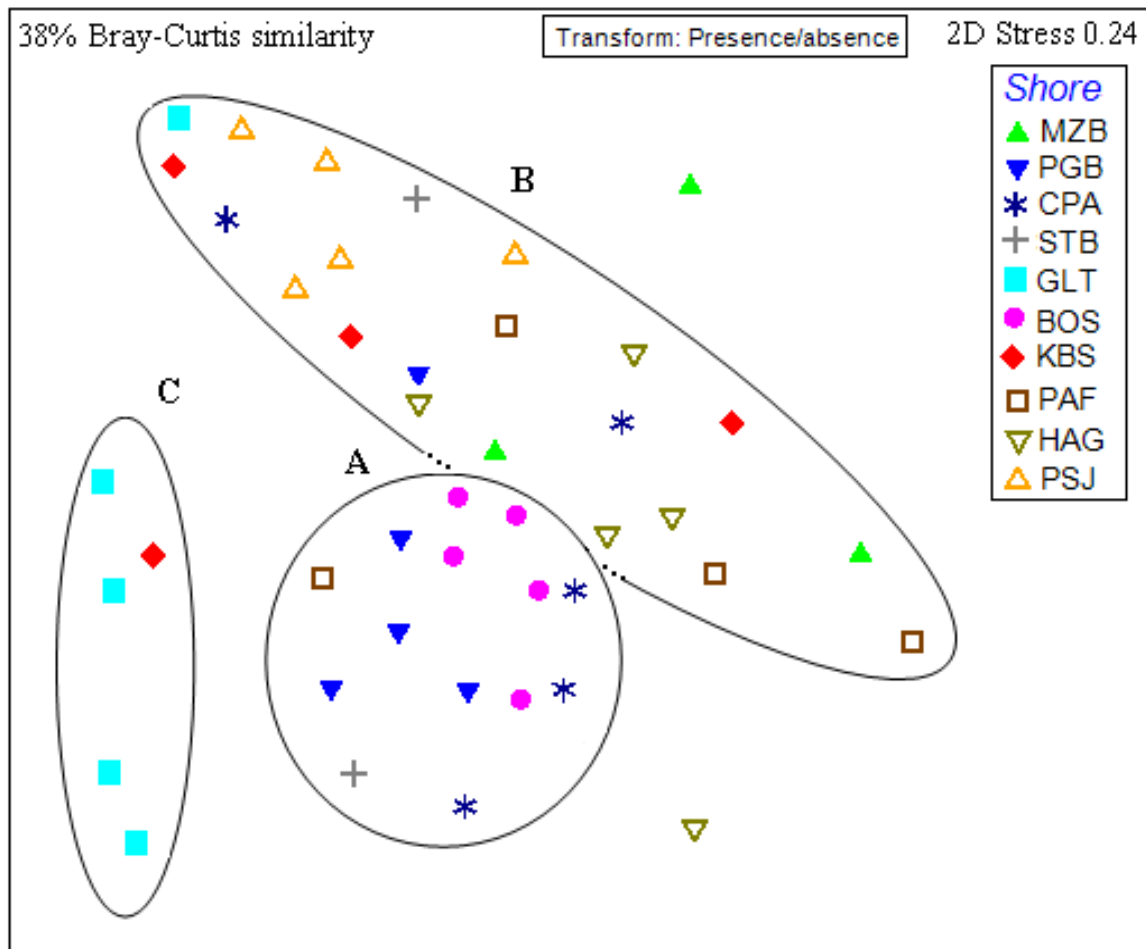 38% Bray-Curtis similarity
Transform: Presence/absence
2D Stress 0.24
Shore
MZB
PGB
CPA
STB
GLT
BOS
KBS
PAF
HAG
PSJ
B
C
A